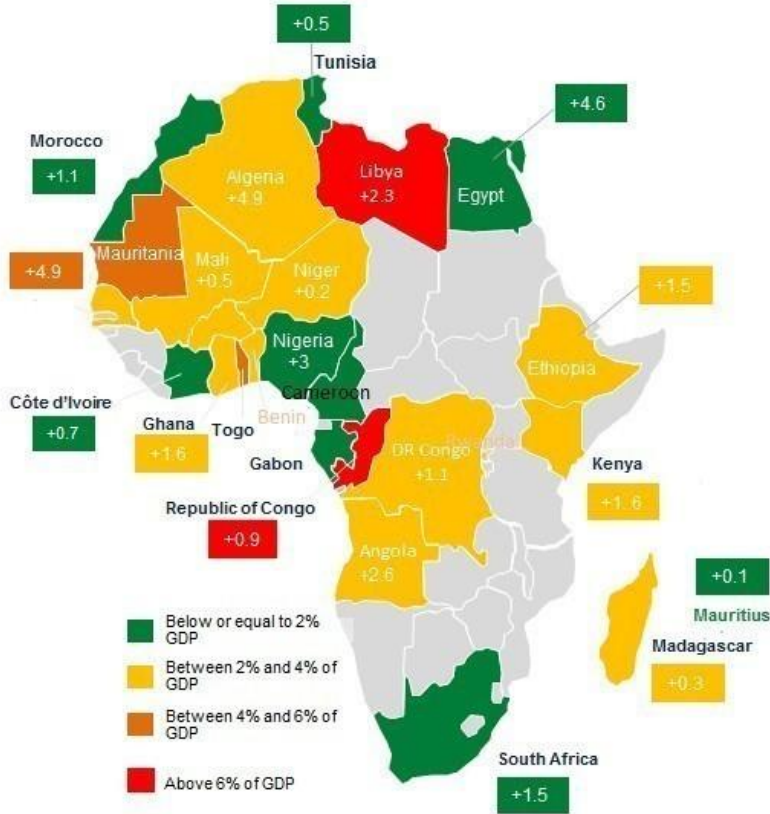 +0.5
Tunisia
+4.6
Morocco
+1.1
Algeria
+4.9
Libya
+2.3
Egypt
Mauritania
+4.9
Mali
+0.5
Niger
+0.2
+1.5
Nigeria
+3
Ethiopia
Cameroon
Côte d'Ivoire
+0.7
Ghana
+1.6
Togo
Benin
Gabon
DR Congo
+1.1
Rwanda
Kenya
+1.6
Republic of Congo
+0.9
Angola
+2.6
+0.1
Mauritius
Madagascar
+0.3
Below or equal to 2%
GDP
Between 2% and 4% of
GDP
Between 4% and 6% of
GDP
Above 6% of GDP
South Africa
+1.5